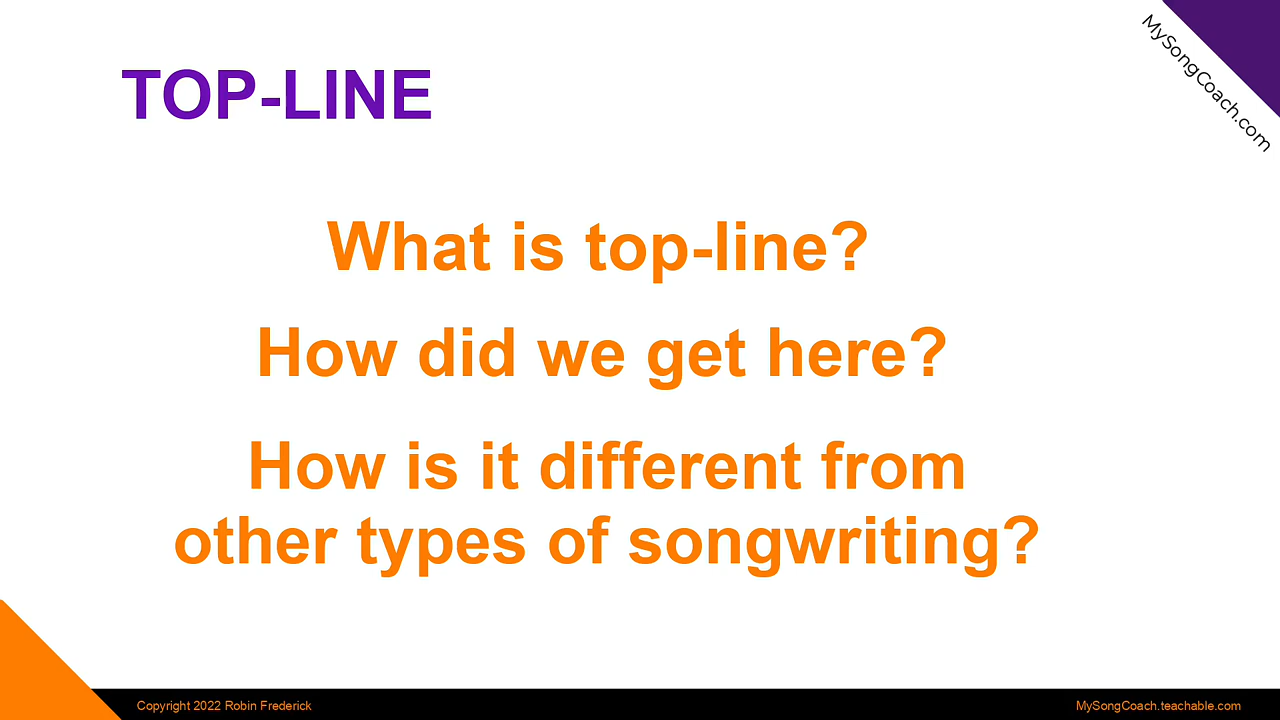 MySongCoach.com
TOP-LINE
What is top-line?
How did we get here?
How is it different from
other types of songwriting?
Copyright 2022 Robin Frederick
MySongCoach.teachable.com